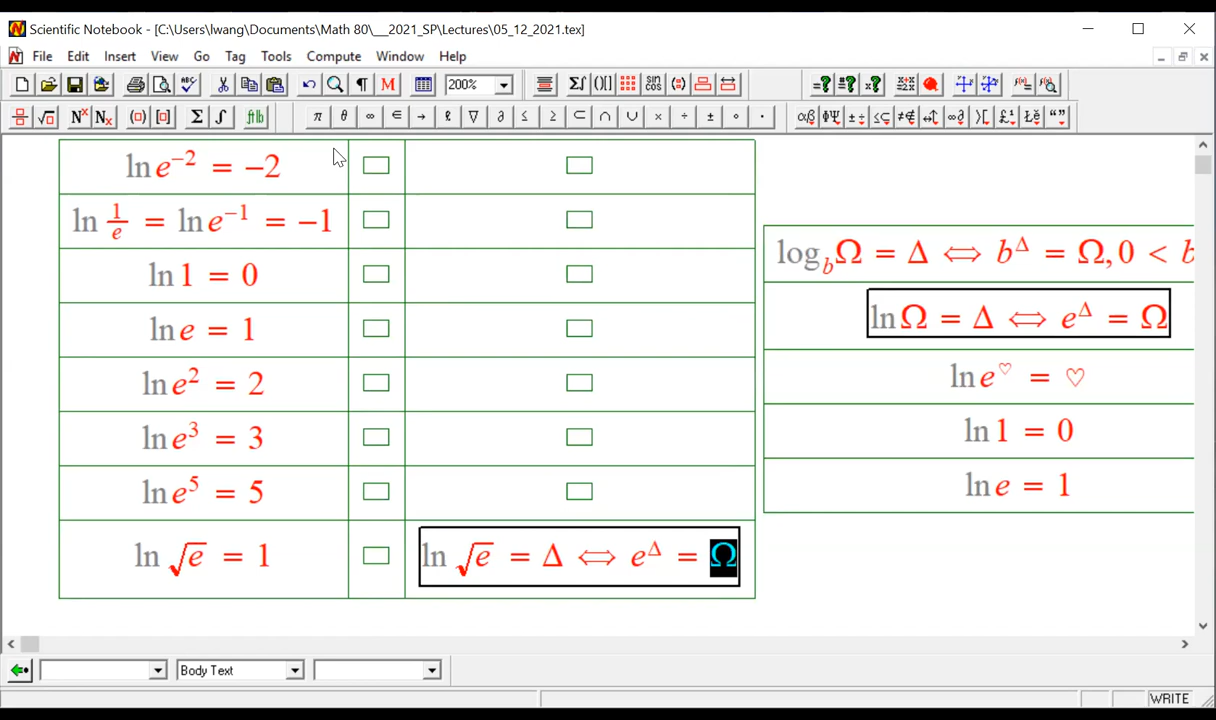 Scientific Notebook - [C:\Users\lwang\Documents\Math 80\__2021_SP\Lectures\05_12_2021.tex]
File Edit Insert View Go Tag Tools Compute Window Help
200%
ln e^{-2} = -2
ln 1/e = ln e^{-1} = -1
ln 1 = 0
ln e = 1
ln e^2 = 2
ln e^3 = 3
ln e^5 = 5
ln √e = 1
ln √e = Δ ⟺ e^Δ = Ω
log_b Ω = Δ ⟺ b^Δ = Ω, 0 < b
ln Ω = Δ ⟺ e^Δ = Ω
ln e^♡ = ♡
ln 1 = 0
ln e = 1
Body Text
WRITE